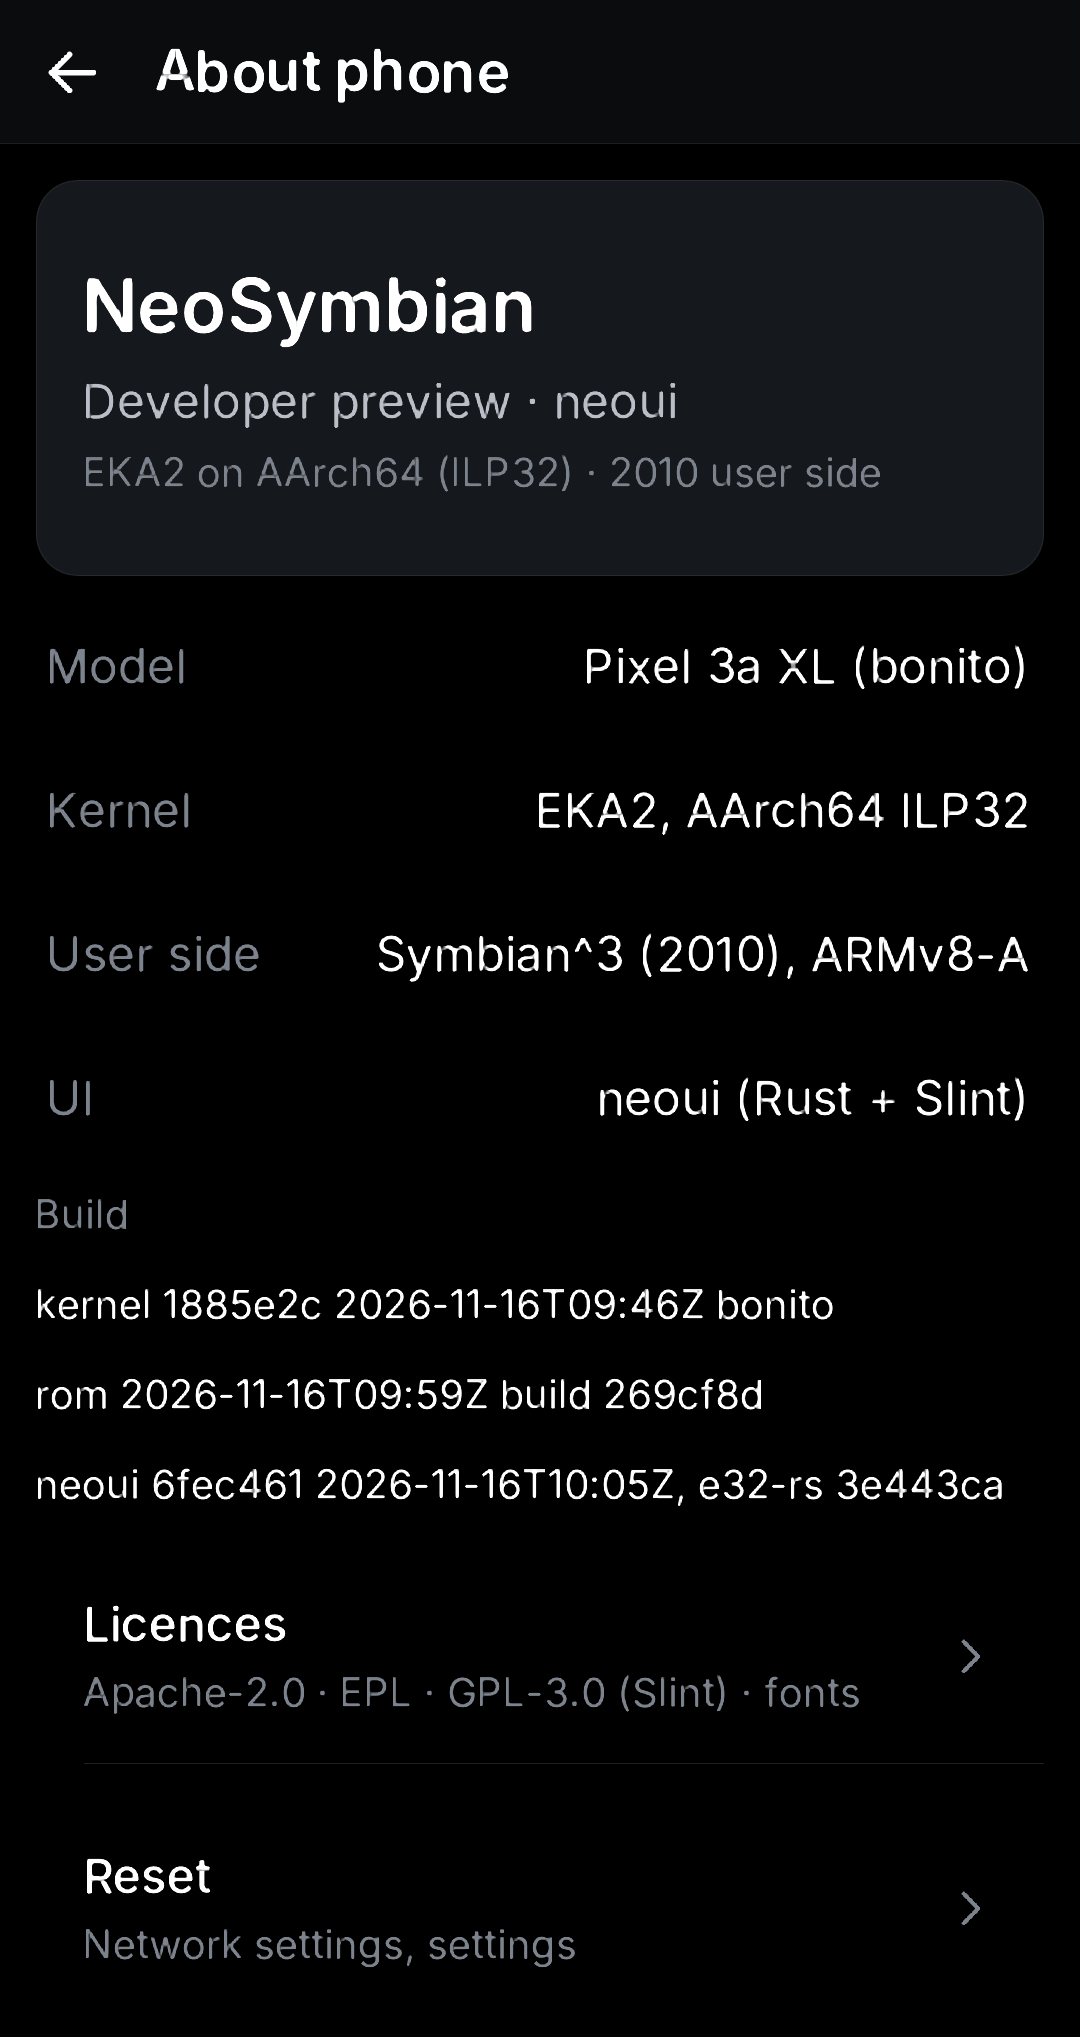 About phone
NeoSymbian
Developer preview · neoui
EKA2 on AArch64 (ILP32) · 2010 user side
Model Pixel 3a XL (bonito)
Kernel EKA2, AArch64 ILP32
User side Symbian^3 (2010), ARMv8-A
UI neoui (Rust + Slint)
Build
kernel 1885e2c 2026-11-16T09:46Z bonito
rom 2026-11-16T09:59Z build 269cf8d
neoui 6fec461 2026-11-16T10:05Z, e32-rs 3e443ca
Licences
Apache-2.0 · EPL · GPL-3.0 (Slint) · fonts
Reset
Network settings, settings